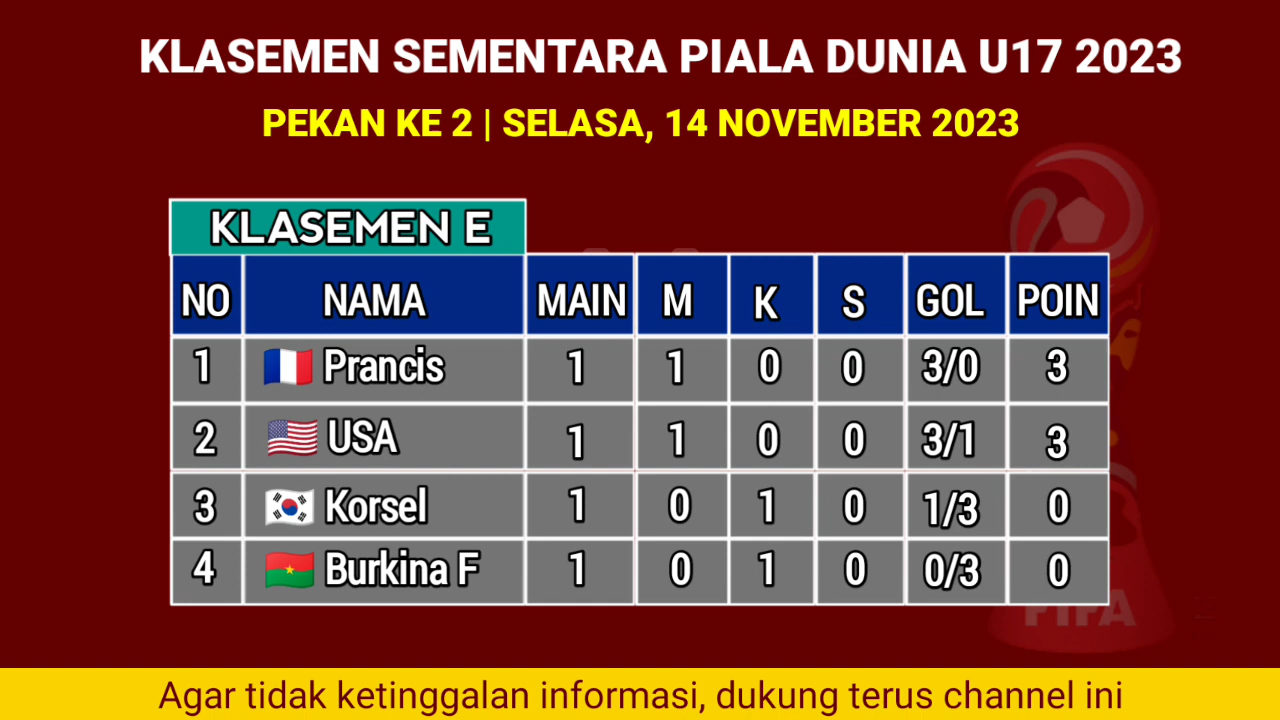 KLASEMEN SEMENTARA PIALA DUNIA U17 2023
PEKAN KE 2 | SELASA, 14 NOVEMBER 2023
KLASEMEN E
NO NAMA MAIN M K S GOL POIN
1 Prancis 1 1 0 0 3/0 3
2 USA 1 1 0 0 3/1 3
3 Korsel 1 0 1 0 1/3 0
4 Burkina F 1 0 1 0 0/3 0
FIFA
Agar tidak ketinggalan informasi, dukung terus channel ini